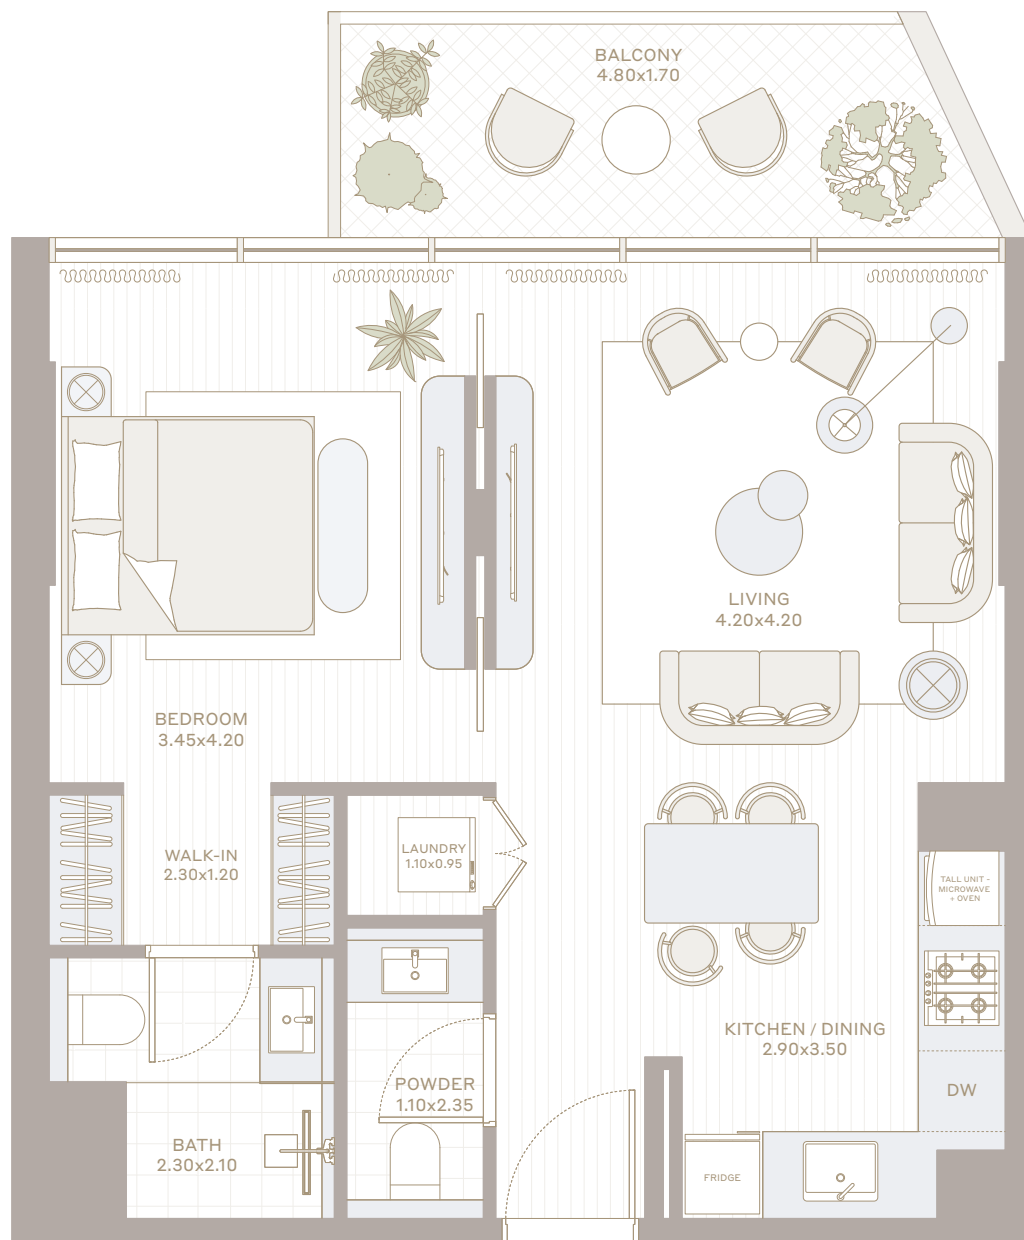 BALCONY
4.80x1.70
LIVING
4.20x4.20
BEDROOM
3.45x4.20
WALK-IN
2.30x1.20
LAUNDRY
1.10x0.95
TALL UNIT -
MICROWAVE
+ OVEN
KITCHEN / DINING
2.90x3.50
POWDER
1.10x2.35
DW
BATH
2.30x2.10
FRIDGE